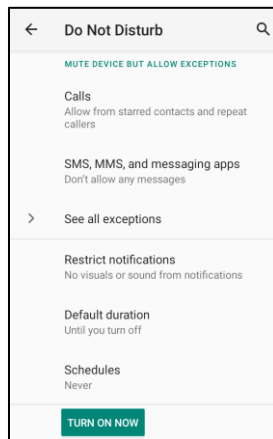 Do Not Disturb
MUTE DEVICE BUT ALLOW EXCEPTIONS
Calls
Allow from starred contacts and repeat
callers
SMS, MMS, and messaging apps
Don't allow any messages
See all exceptions
Restrict notifications
No visuals or sound from notifications
Default duration
Until you turn off
Schedules
Never
TURN ON NOW